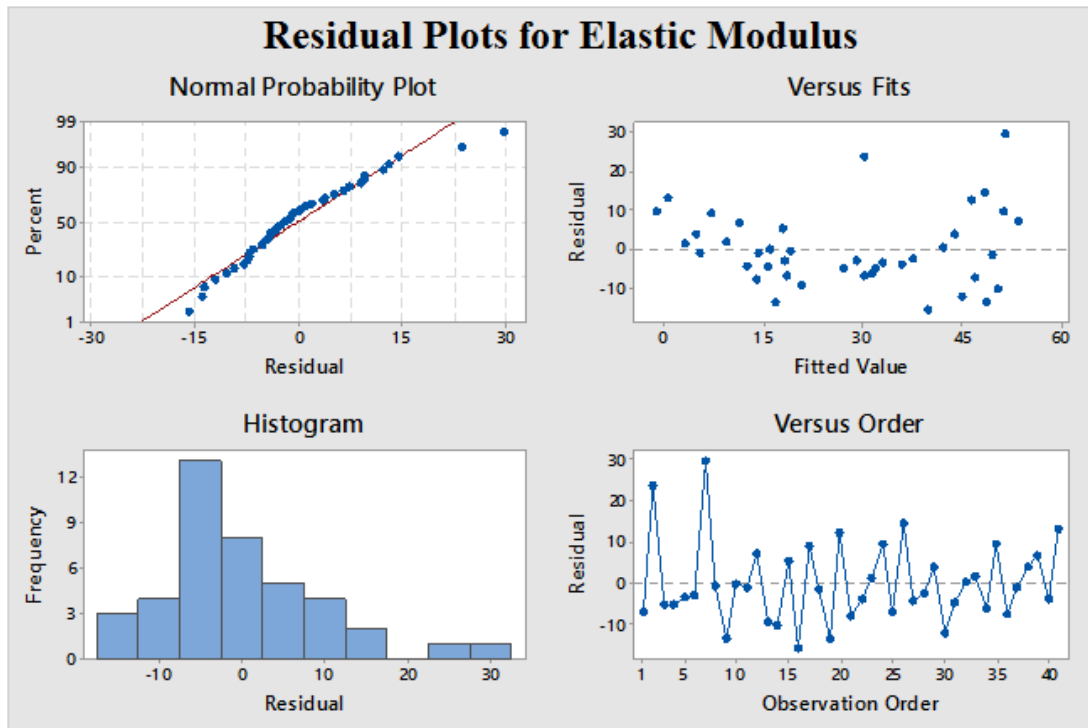 Residual Plots for Elastic Modulus
Normal Probability Plot
Versus Fits
99
90
50
10
1
Percent
-30 -15 0 15 30
Residual
30
20
10
0
-10
Residual
0 15 30 45 60
Fitted Value
Histogram
Versus Order
12
9
6
3
0
Frequency
-10 0 10 20 30
Residual
30
20
10
0
-10
Residual
1 5 10 15 20 25 30 35 40
Observation Order